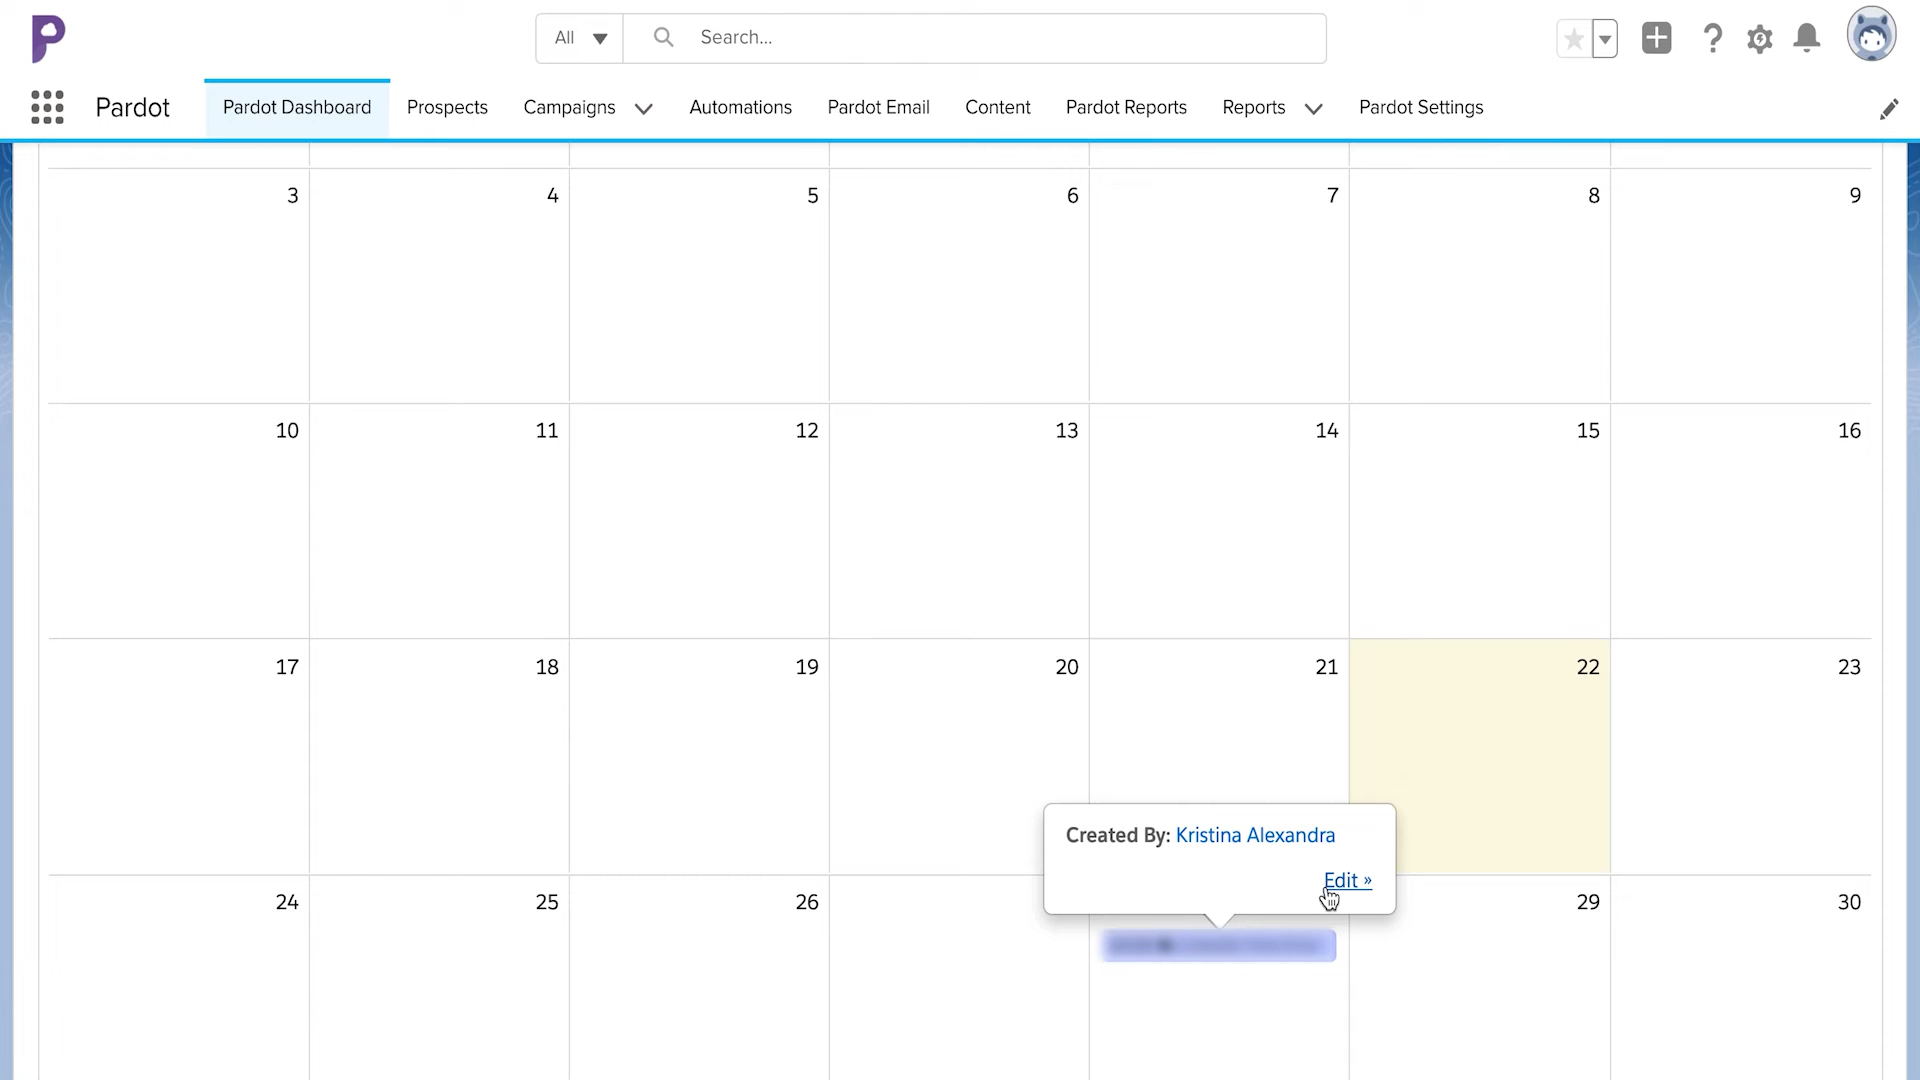 All
Search...
Pardot
Pardot Dashboard
Prospects
Campaigns
Automations
Pardot Email
Content
Pardot Reports
Reports
Pardot Settings
3 4 5 6 7 8 9
10 11 12 13 14 15 16
17 18 19 20 21 22 23
Created By: Kristina Alexandra
Edit »
24 25 26 29 30